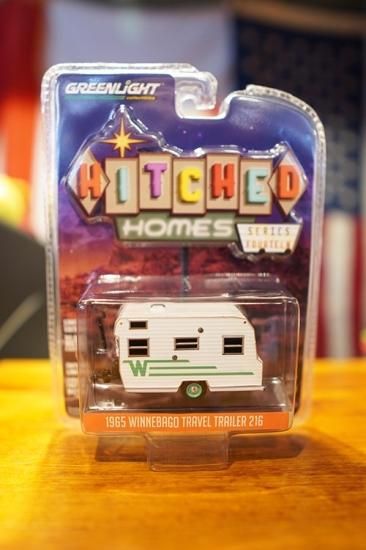 GREENLIGHT
HITCHED
HOMES
SERIES
FOURTEEN
W
1965 WINNEBAGO TRAVEL TRAILER 216